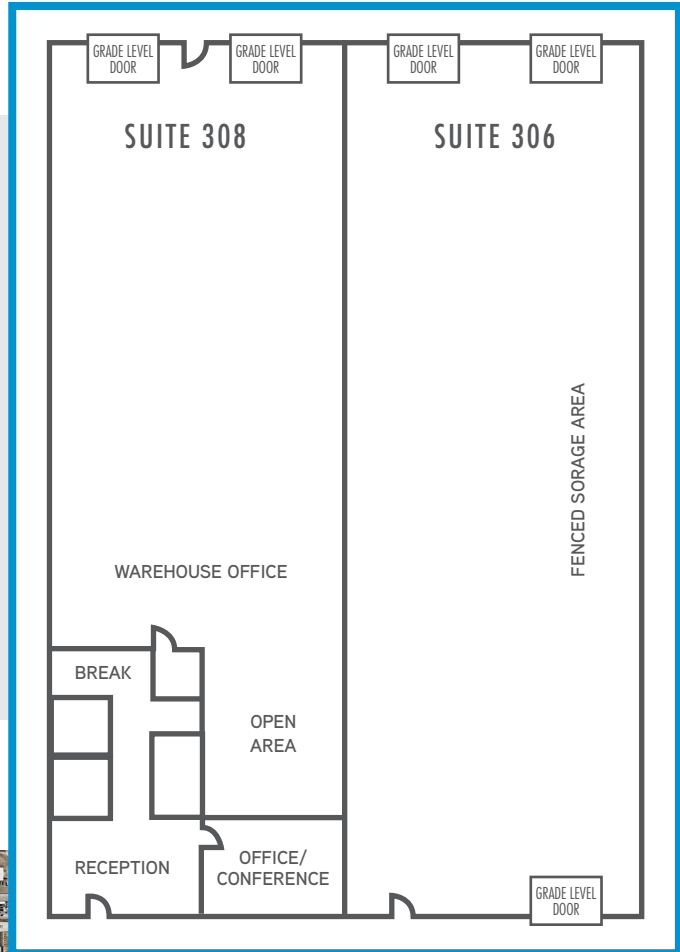 GRADE LEVEL
DOOR
GRADE LEVEL
DOOR
GRADE LEVEL
DOOR
GRADE LEVEL
DOOR
SUITE 308
SUITE 306
FENCED SORAGE AREA
WAREHOUSE OFFICE
BREAK
OPEN
AREA
RECEPTION
OFFICE/
CONFERENCE
GRADE LEVEL
DOOR